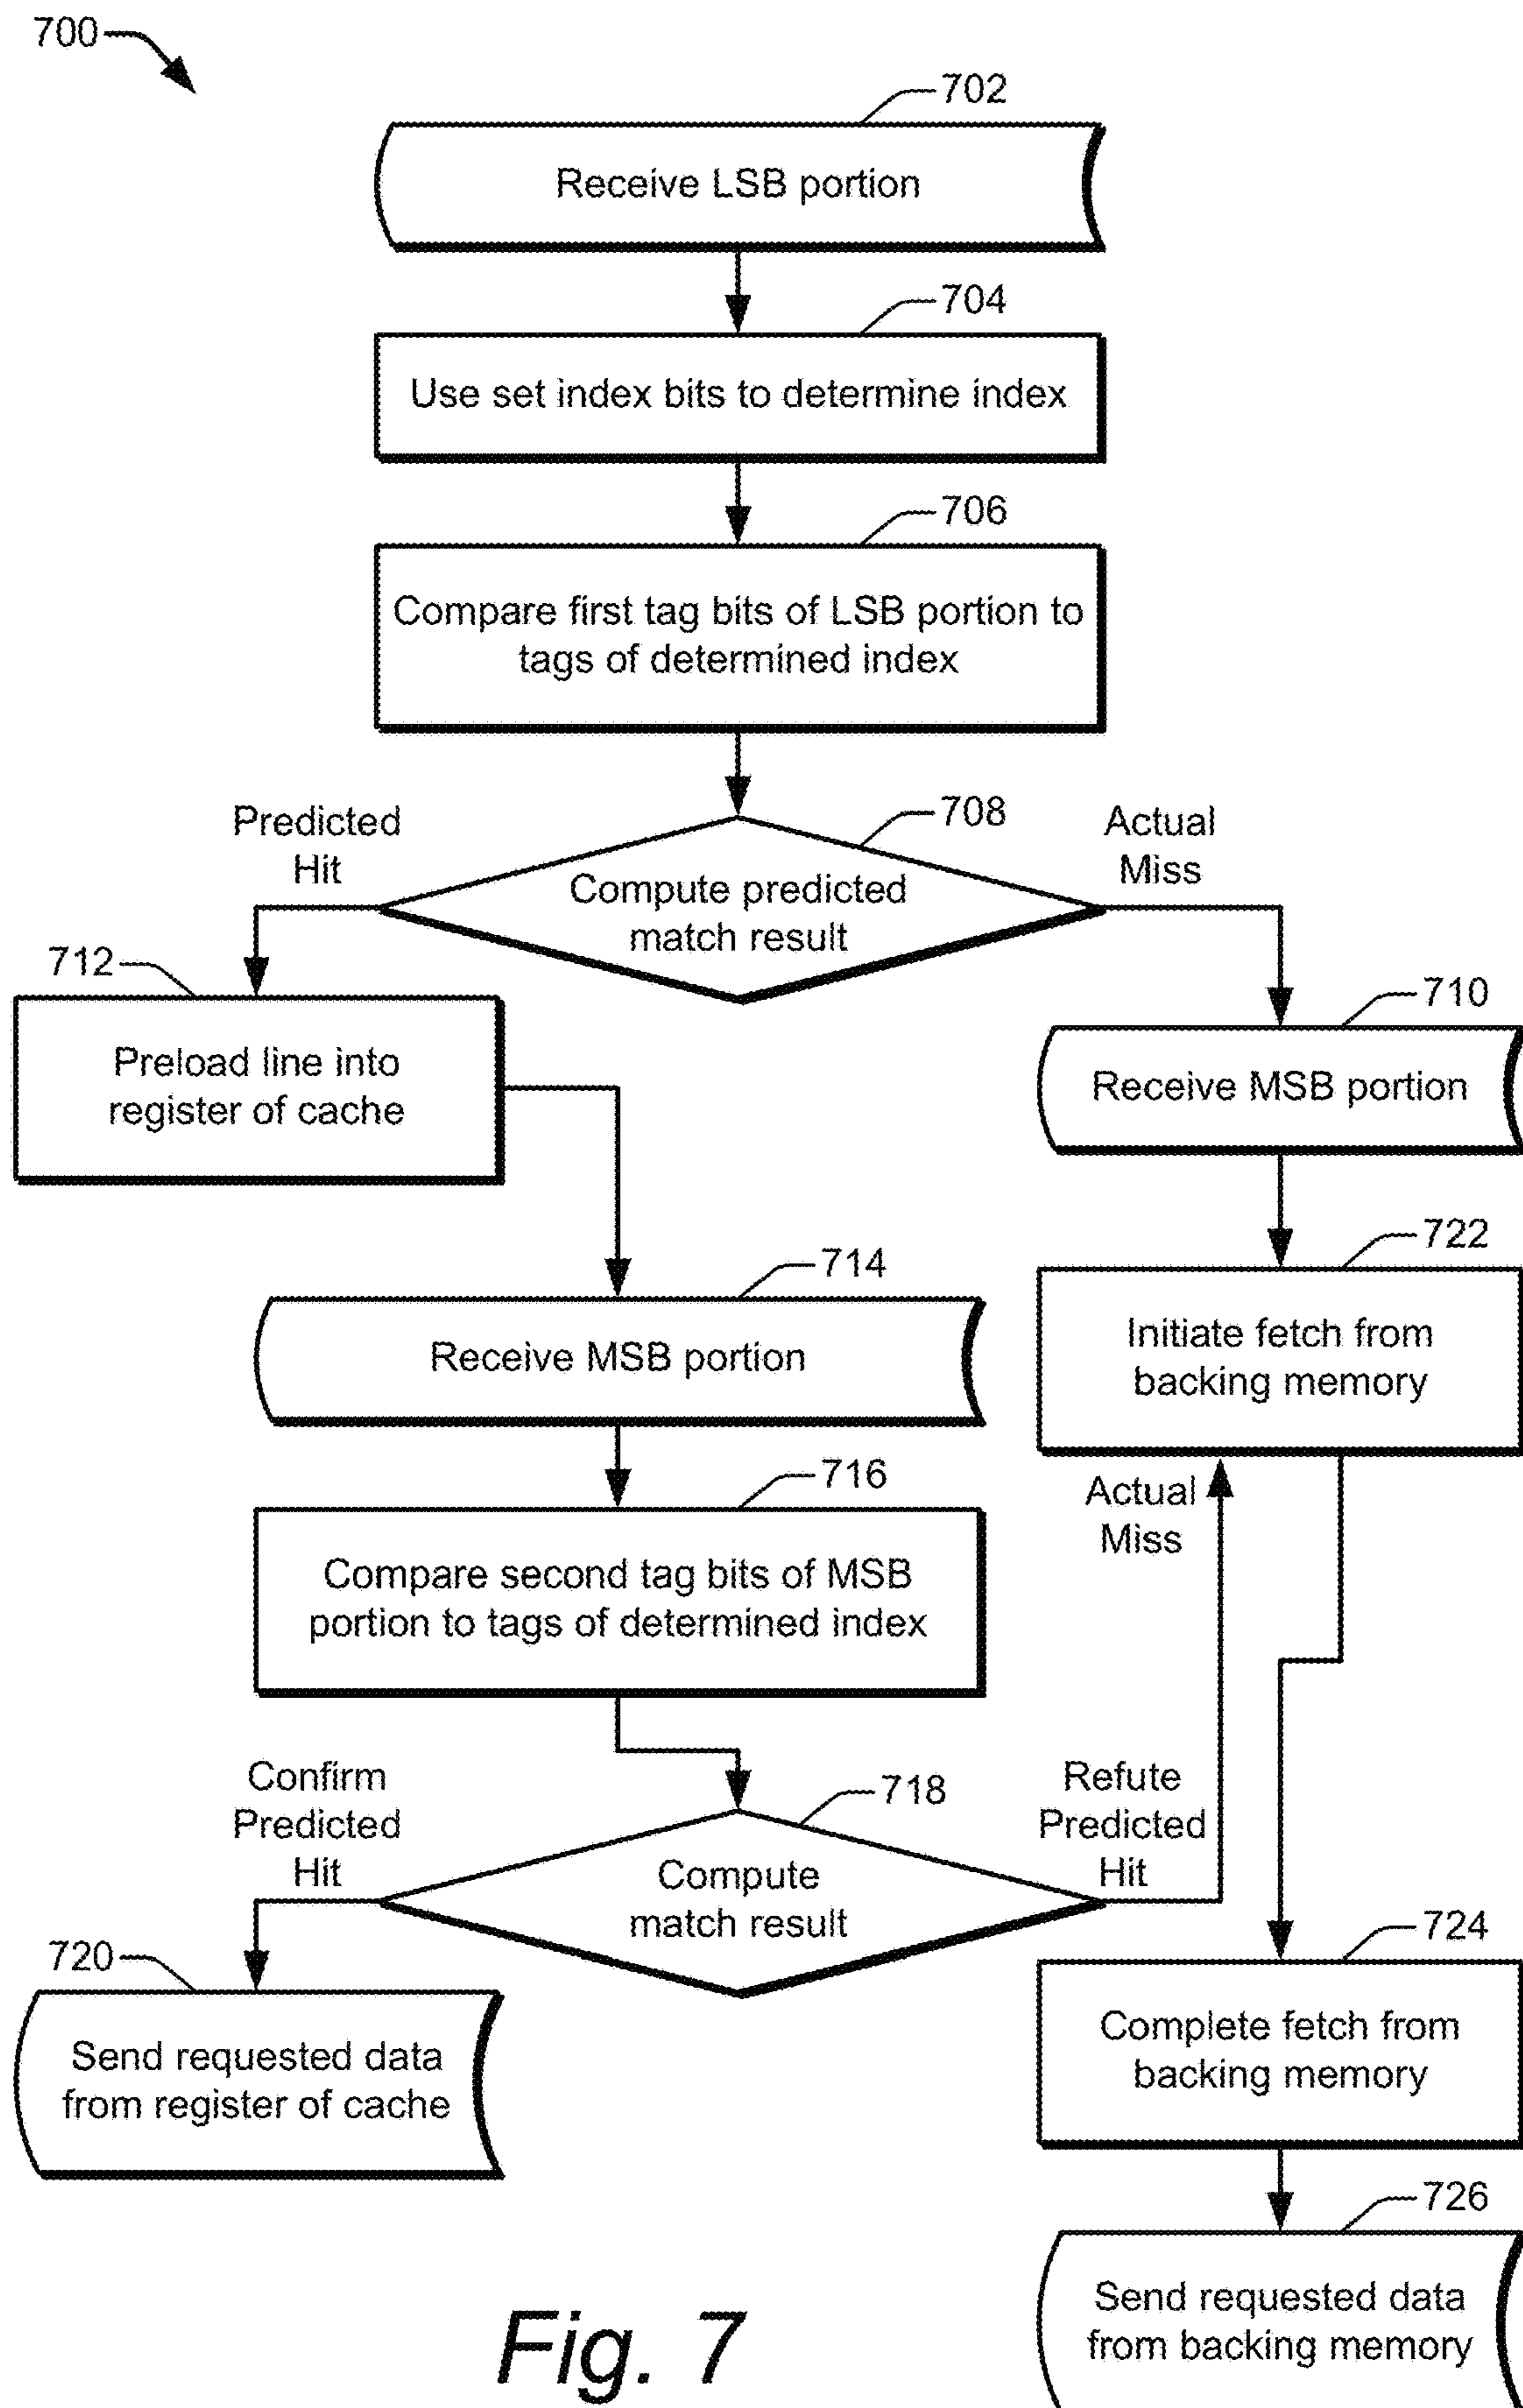 700
702
Receive LSB portion
704
Use set index bits to determine index
706
Compare first tag bits of LSB portion to
tags of determined index
708
Predicted
Hit
Actual
Miss
Compute predicted
match result
712
Preload line into
register of cache
710
Receive MSB portion
714
Receive MSB portion
722
Initiate fetch from
backing memory
716
Compare second tag bits of MSB
portion to tags of determined index
Actual
Miss
718
Confirm
Predicted
Hit
Refute
Predicted
Hit
Compute
match result
720
Send requested data
from register of cache
724
Complete fetch from
backing memory
726
Send requested data
from backing memory
Fig. 7